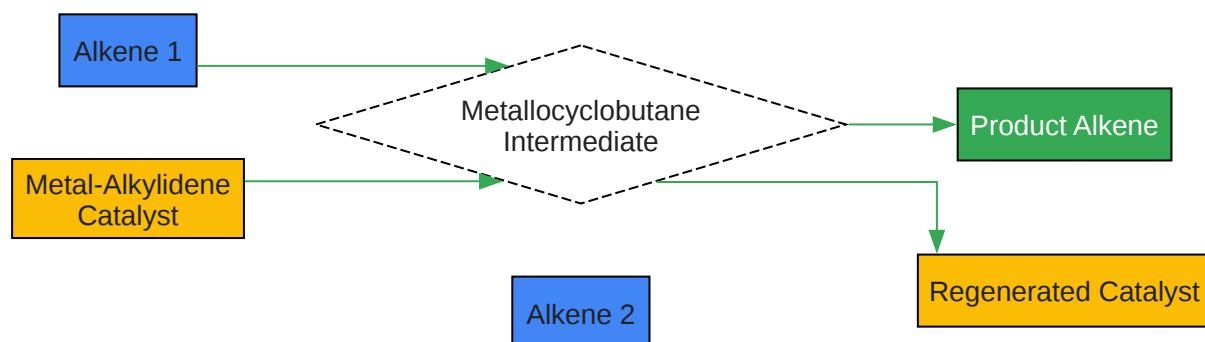 Alkene 1
Metallocyclobutane
Intermediate
Product Alkene
Metal-Alkylidene
Catalyst
Regenerated Catalyst
Alkene 2